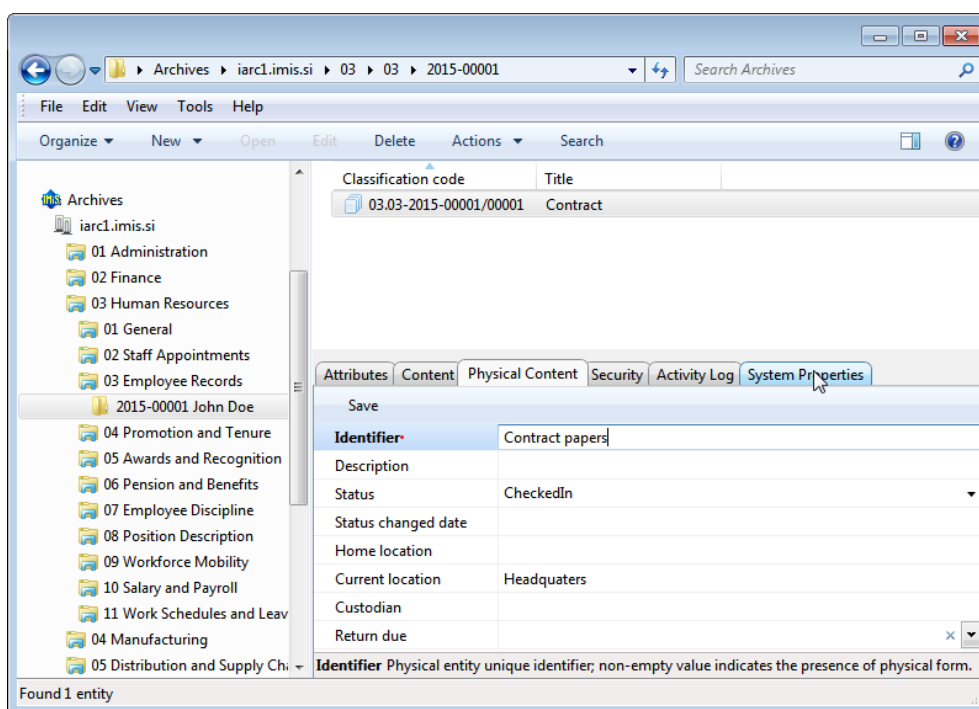 Archives iarc1.imis.si 03 03 2015-00001
Search Archives
File Edit View Tools Help
Organize New Open Edit Delete Actions Search
Archives
iarc1.imis.si
01 Administration
02 Finance
03 Human Resources
01 General
02 Staff Appointments
03 Employee Records
2015-00001 John Doe
04 Promotion and Tenure
05 Awards and Recognition
06 Pension and Benefits
07 Employee Discipline
08 Position Description
09 Workforce Mobility
10 Salary and Payroll
11 Work Schedules and Leav
04 Manufacturing
05 Distribution and Supply Cha
Classification code Title
03.03-2015-00001/00001 Contract
Attributes Content Physical Content Security Activity Log System Properties
Save
Identifier* Contract papers
Description
Status CheckedIn
Status changed date
Home location
Current location Headquaters
Custodian
Return due
Identifier Physical entity unique identifier; non-empty value indicates the presence of physical form.
Found 1 entity